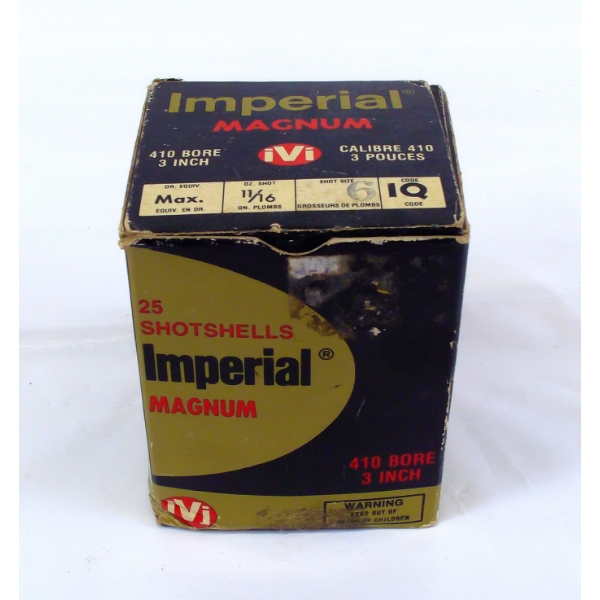 Imperial®
MAGNUM
410 BORE
3 INCH
iVi
CALIBRE 410
3 POUCES
DR. EQUIV.
Max.
EQUIV. EN DR.
OZ. SHOT
11/16
ON. PLOMBS
SHOT SIZE
6
GROSSEURS DE PLOMBS
CODE
IQ
CODE
25
SHOTSHELLS
Imperial®
MAGNUM
410 BORE
3 INCH
iVi
WARNING
KEEP OUT OF
OF CHILDREN